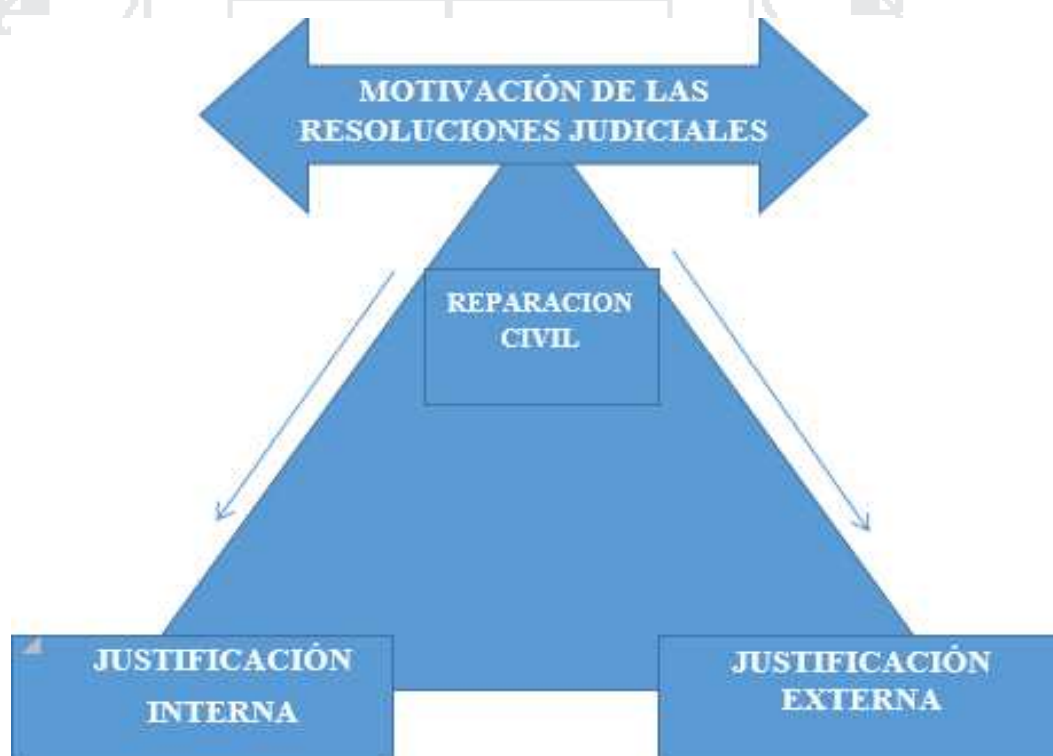 MOTIVACIÓN DE LAS
RESOLUCIONES JUDICIALES
REPARACION
CIVIL
JUSTIFICACIÓN
INTERNA
JUSTIFICACIÓN
EXTERNA